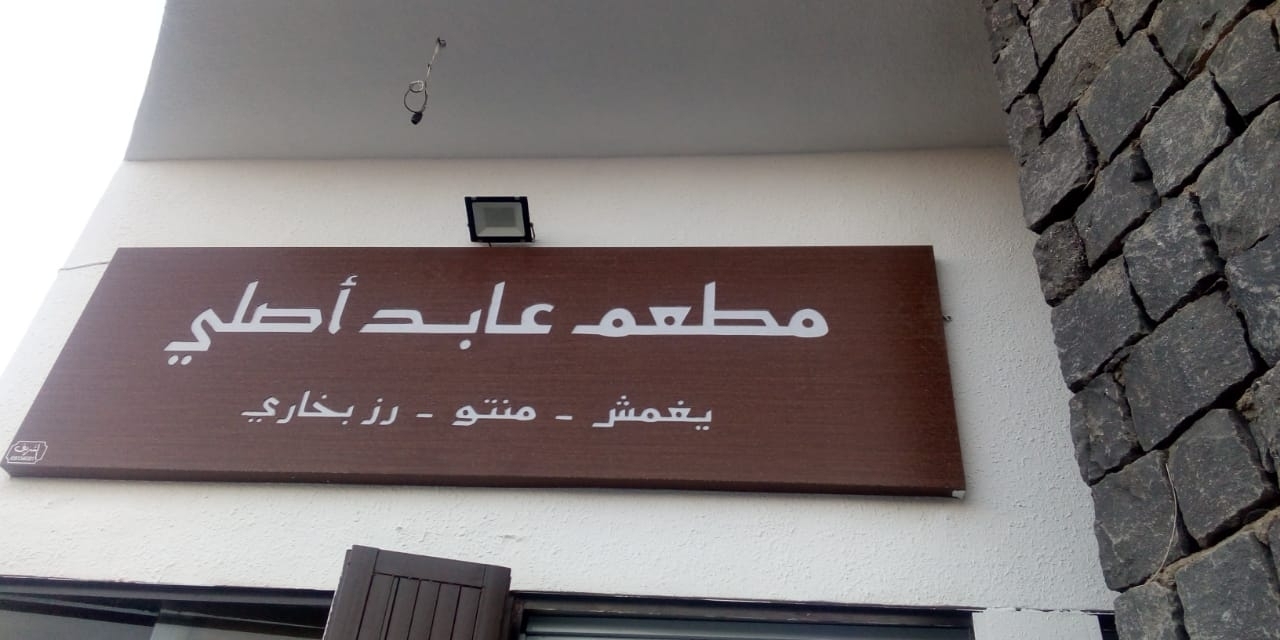 مطعم عابد أصلي
يغمش - منتو - رز بخاري